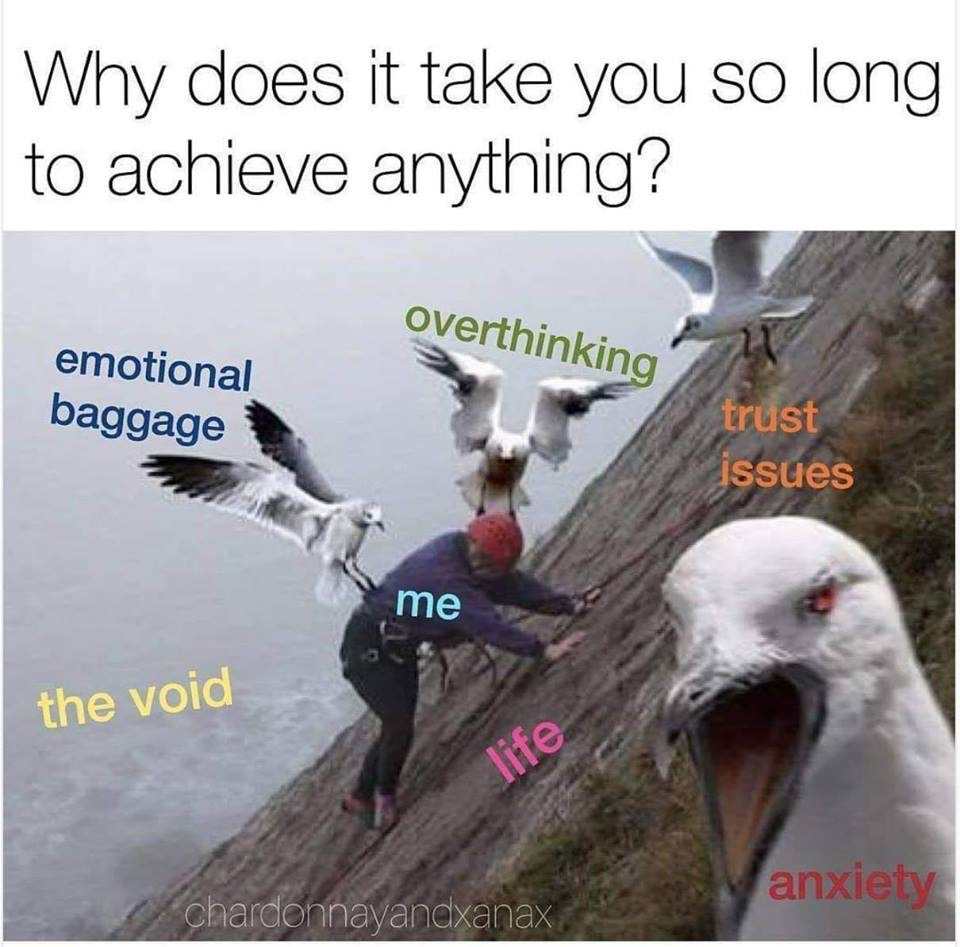 Why does it take you so long
to achieve anything?
overthinking
emotional
baggage
trust
issues
me
the void
life
anxiety
chardonnayandxanax